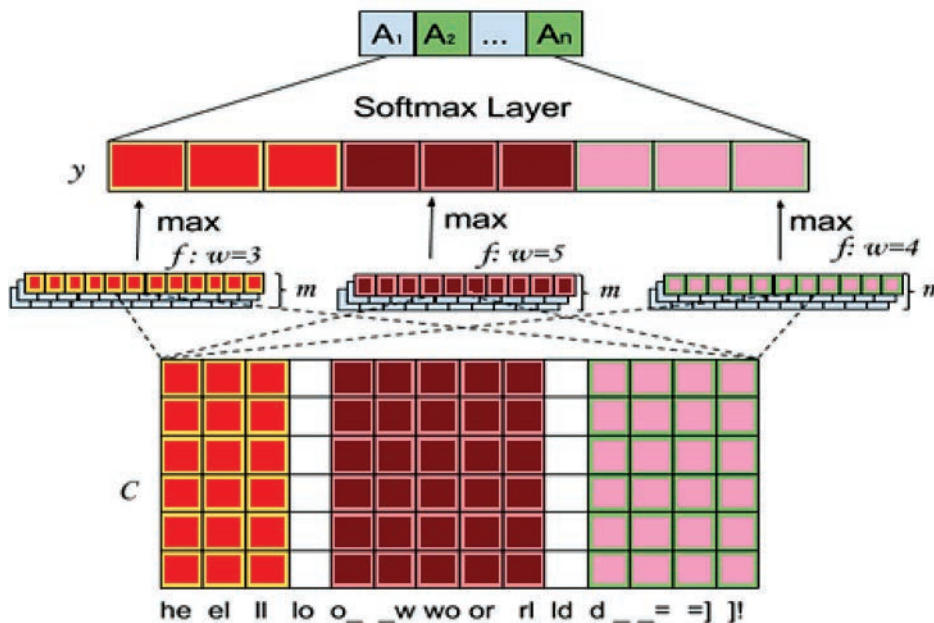 A₁ A₂ ... Aₙ
Softmax Layer
y
max max max
f: w=3 f: w=5 f: w=4
m m m
C
he el ll lo o_ _w wo or rl ld d_ _= =] ]!